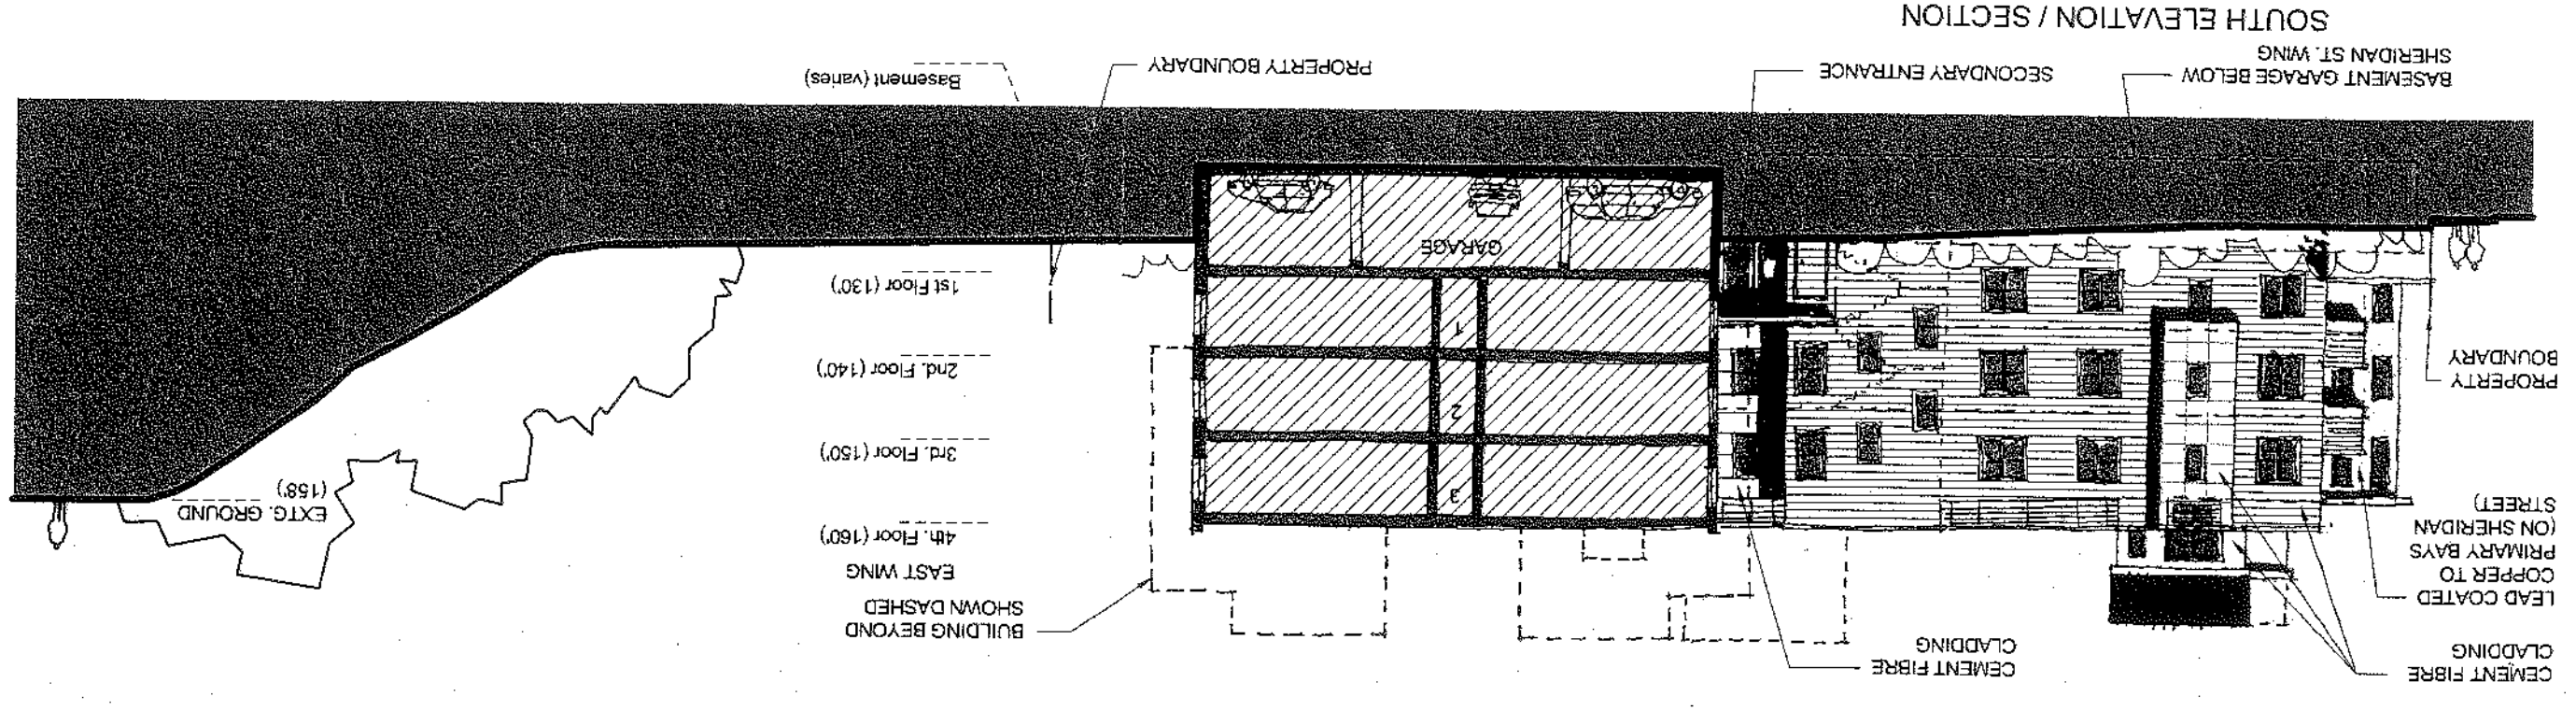 CEMENT FIBRE
CLADDING
LEAD COATED
COPPER TO
PRIMARY BAYS
(ON SHERIDAN
STREET)
PROPERTY
BOUNDARY
CEMENT FIBRE
CLADDING
BUILDING BEYOND
SHOWN DASHED
EAST WING
4th. Floor (160')
3rd. Floor (150')
2nd. Floor (140')
1st Floor (130')
EXTG. GROUND
(158')
3
2
1
GARAGE
BASEMENT GARAGE BELOW
SHERIDAN ST. WING
SECONDARY ENTRANCE
PROPERTY BOUNDARY
Basement (varies)
SOUTH ELEVATION / SECTION